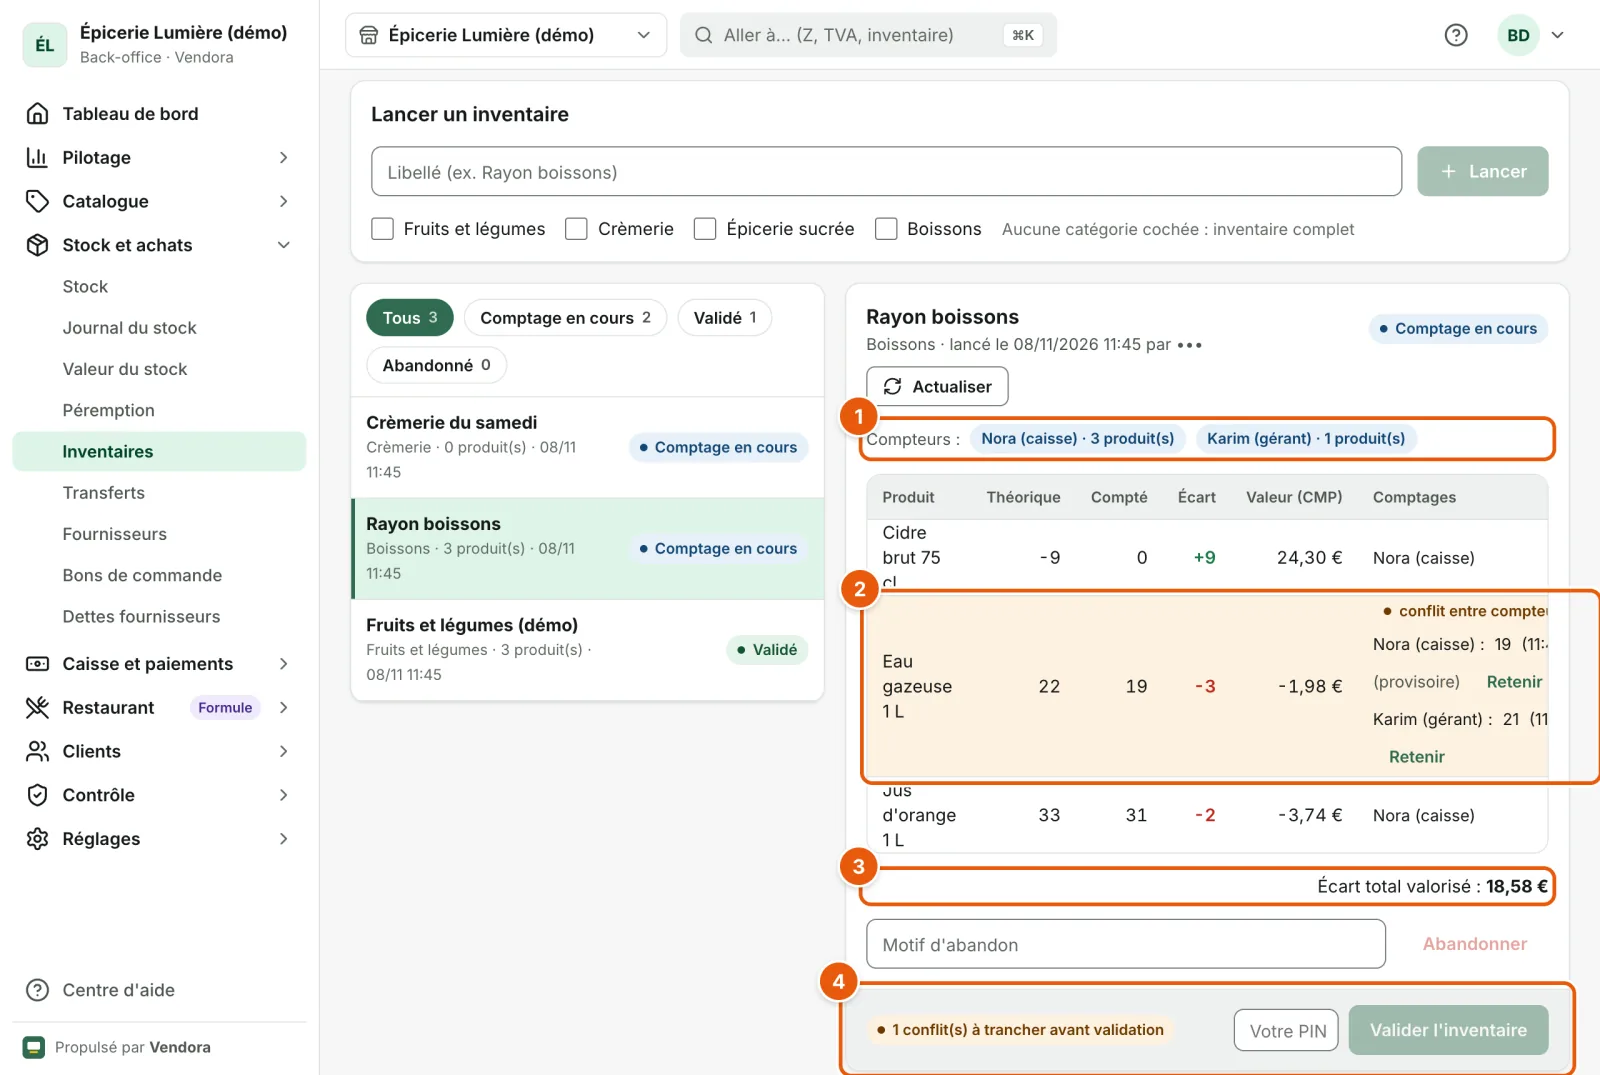 ÉL
Épicerie Lumière (démo)
Back-office · Vendora
Épicerie Lumière (démo)
Aller à... (Z, TVA, inventaire)
⌘K
BD
Tableau de bord
Pilotage
Catalogue
Stock et achats
Stock
Journal du stock
Valeur du stock
Péremption
Inventaires
Transferts
Fournisseurs
Bons de commande
Dettes fournisseurs
Caisse et paiements
Restaurant
Formule
Clients
Contrôle
Réglages
Centre d'aide
Propulsé par Vendora
Lancer un inventaire
Libellé (ex. Rayon boissons)
+ Lancer
Fruits et légumes
Crèmerie
Épicerie sucrée
Boissons
Aucune catégorie cochée : inventaire complet
Tous 3
Comptage en cours 2
Validé 1
Abandonné 0
Crèmerie du samedi
Crèmerie · 0 produit(s) · 08/11
11:45
Comptage en cours
Rayon boissons
Boissons · 3 produit(s) · 08/11
11:45
Comptage en cours
Fruits et légumes (démo)
Fruits et légumes · 3 produit(s) ·
08/11 11:45
Validé
Rayon boissons
Boissons · lancé le 08/11/2026 11:45 par •••
Comptage en cours
Actualiser
1
Compteurs :
Nora (caisse) · 3 produit(s)
Karim (gérant) · 1 produit(s)
Produit Théorique Compté Écart Valeur (CMP) Comptages
Cidre
brut 75
cl
-9 0 +9 24,30 € Nora (caisse)
2
Eau
gazeuse
1 L
22 19 -3 -1,98 €
conflit entre compteu
Nora (caisse) : 19 (11:4
(provisoire) Retenir
Karim (gérant) : 21 (11
Retenir
Jus
d'orange
1 L
33 31 -2 -3,74 € Nora (caisse)
3
Écart total valorisé : 18,58 €
Motif d'abandon
Abandonner
4
1 conflit(s) à trancher avant validation
Votre PIN
Valider l'inventaire